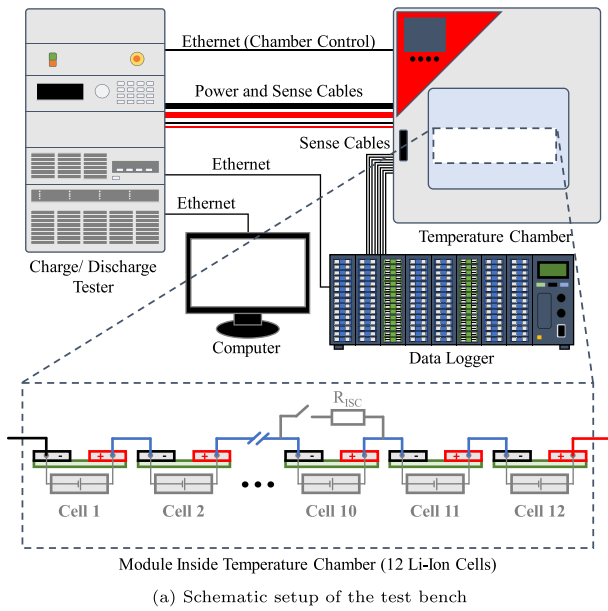 Ethernet (Chamber Control)
Power and Sense Cables
Sense Cables
Ethernet
Ethernet
Temperature Chamber
Charge/ Discharge
Tester
Computer
Data Logger
R_ISC
- + - + - + - + - +
Cell 1 Cell 2 Cell 10 Cell 11 Cell 12
Module Inside Temperature Chamber (12 Li-Ion Cells)
(a) Schematic setup of the test bench